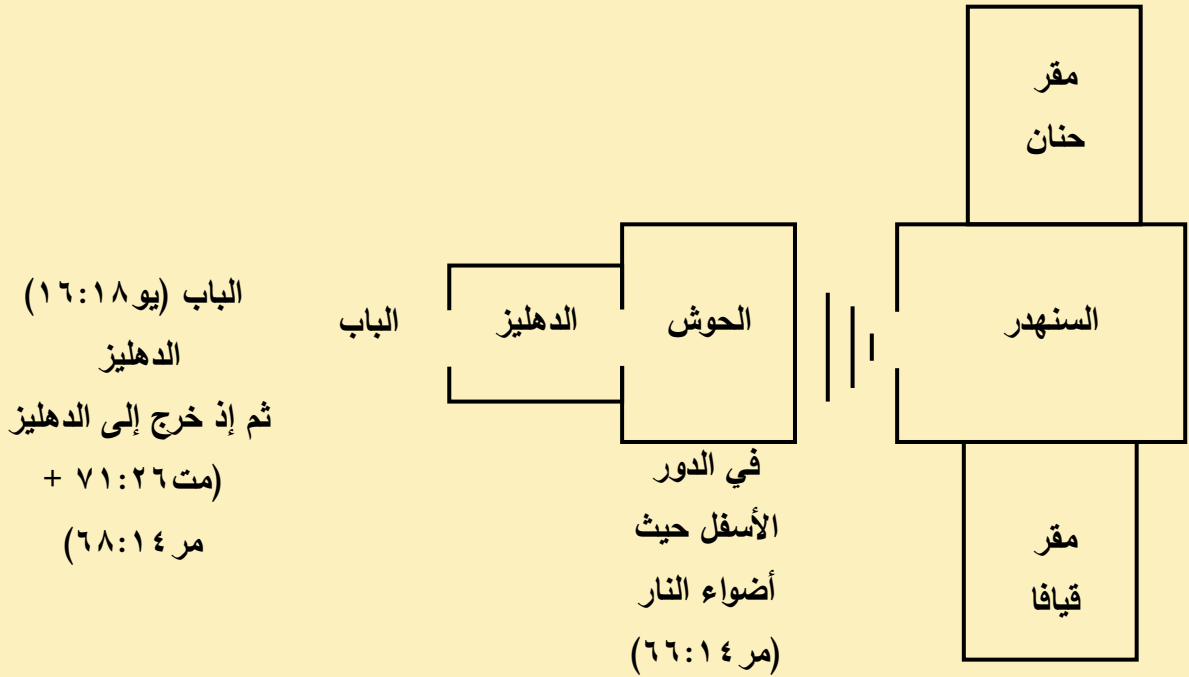 مقر
حنان
السنهدر
مقر
قيافا
الحوش
في الدور
الأسفل حيث
أضواء النار
(مر١٤:٦٦)
الدهليز
الباب
الباب (يو١٨:١٦)
الدهليز
ثم إذ خرج إلى الدهليز
(مت٢٦:٧١ +
مر١٤:٦٨)